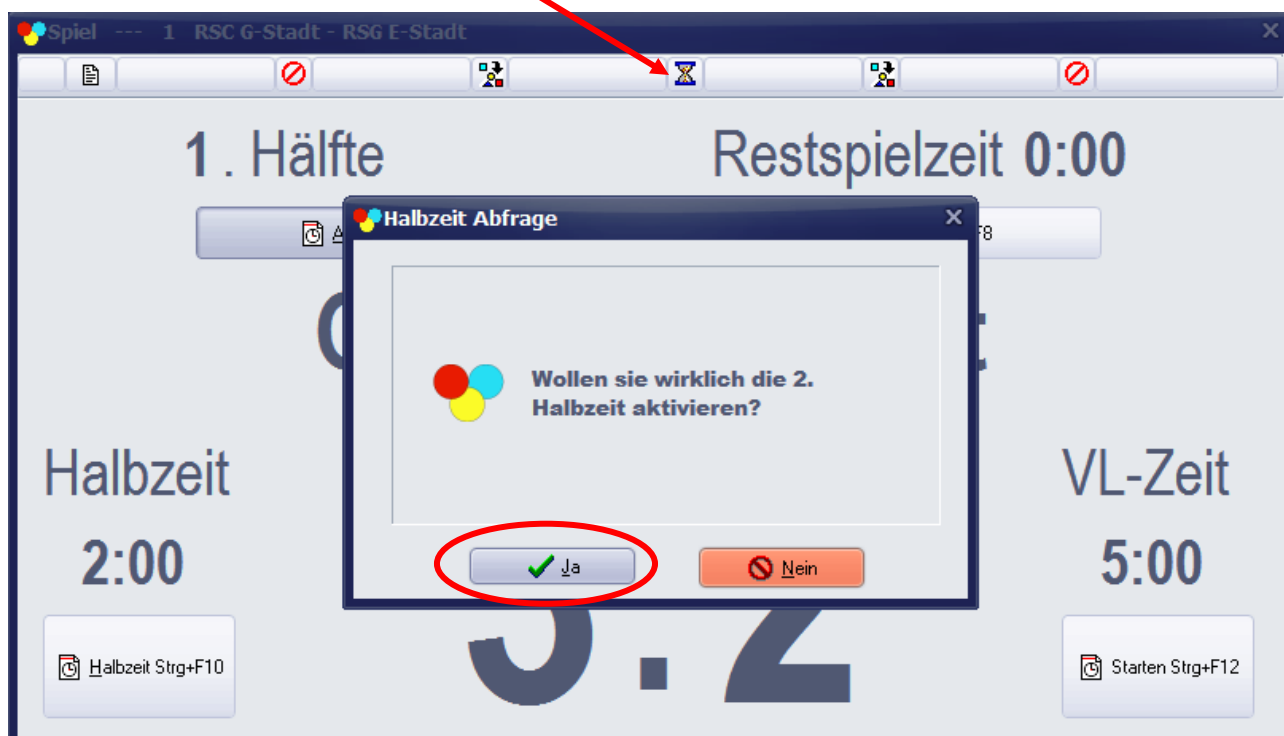 Spiel --- 1 RSC G-Stadt - RSG E-Stadt
1. Hälfte
Restspielzeit 0:00
Halbzeit Abfrage
F8
Wollen sie wirklich die 2.
Halbzeit aktivieren?
Halbzeit
VL-Zeit
2:00
5:00
Ja
Nein
Halbzeit Strg+F10
Starten Strg+F12